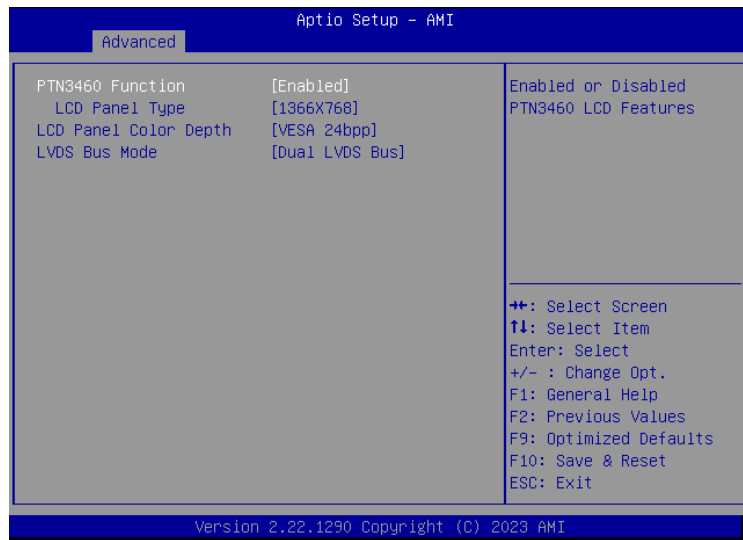 Aptio Setup – AMI
Advanced
PTN3460 Function [Enabled]
LCD Panel Type [1366X768]
LCD Panel Color Depth [VESA 24bpp]
LVDS Bus Mode [Dual LVDS Bus]
Enabled or Disabled
PTN3460 LCD Features
→←: Select Screen
↑↓: Select Item
Enter: Select
+/- : Change Opt.
F1: General Help
F2: Previous Values
F9: Optimized Defaults
F10: Save & Reset
ESC: Exit
Version 2.22.1290 Copyright (C) 2023 AMI